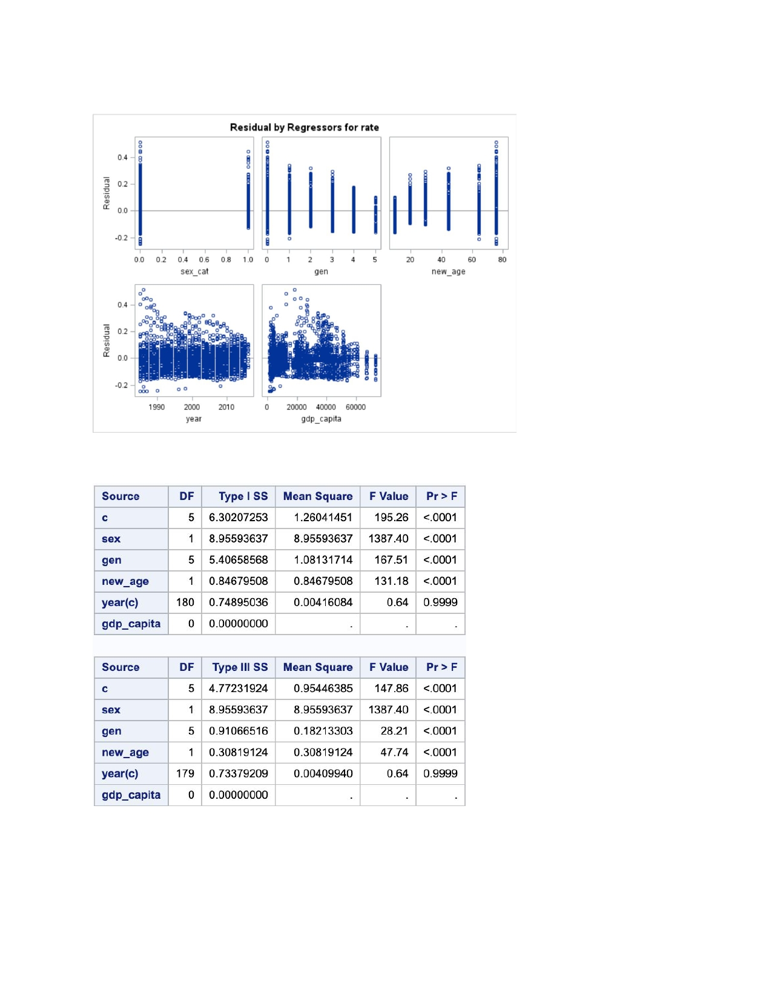 Residual by Regressors for rate
Residual
0.4
0.2
0.0
-0.2
0.0 0.2 0.4 0.6 0.8 1.0
sex_cat
0 1 2 3 4 5
gen
20 40 60 80
new_age
Residual
0.4
0.2
0.0
-0.2
1990 2000 2010
year
0 20000 40000 60000
gdp_capita
Source DF Type I SS Mean Square F Value Pr > F
c 5 6.30207253 1.26041451 195.26 <.0001
sex 1 8.95593637 8.95593637 1387.40 <.0001
gen 5 5.40658568 1.08131714 167.51 <.0001
new_age 1 0.84679508 0.84679508 131.18 <.0001
year(c) 180 0.74895036 0.00416084 0.64 0.9999
gdp_capita 0 0.00000000 . . .
Source DF Type III SS Mean Square F Value Pr > F
c 5 4.77231924 0.95446385 147.86 <.0001
sex 1 8.95593637 8.95593637 1387.40 <.0001
gen 5 0.91066516 0.18213303 28.21 <.0001
new_age 1 0.30819124 0.30819124 47.74 <.0001
year(c) 179 0.73379209 0.00409940 0.64 0.9999
gdp_capita 0 0.00000000 . . .